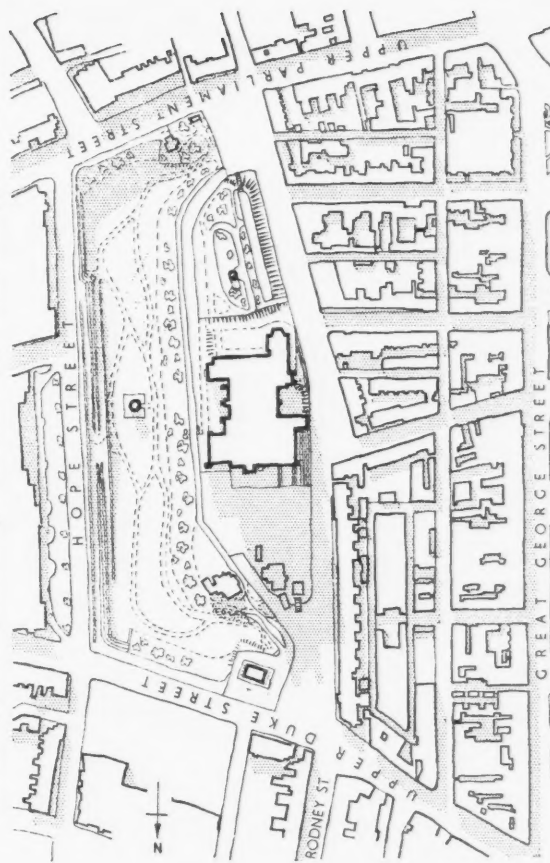 UPPER PARLIAMENT STREET
HOPE STREET
UPPER DUKE STREET
RODNEY ST
GREAT GEORGE STREET
N